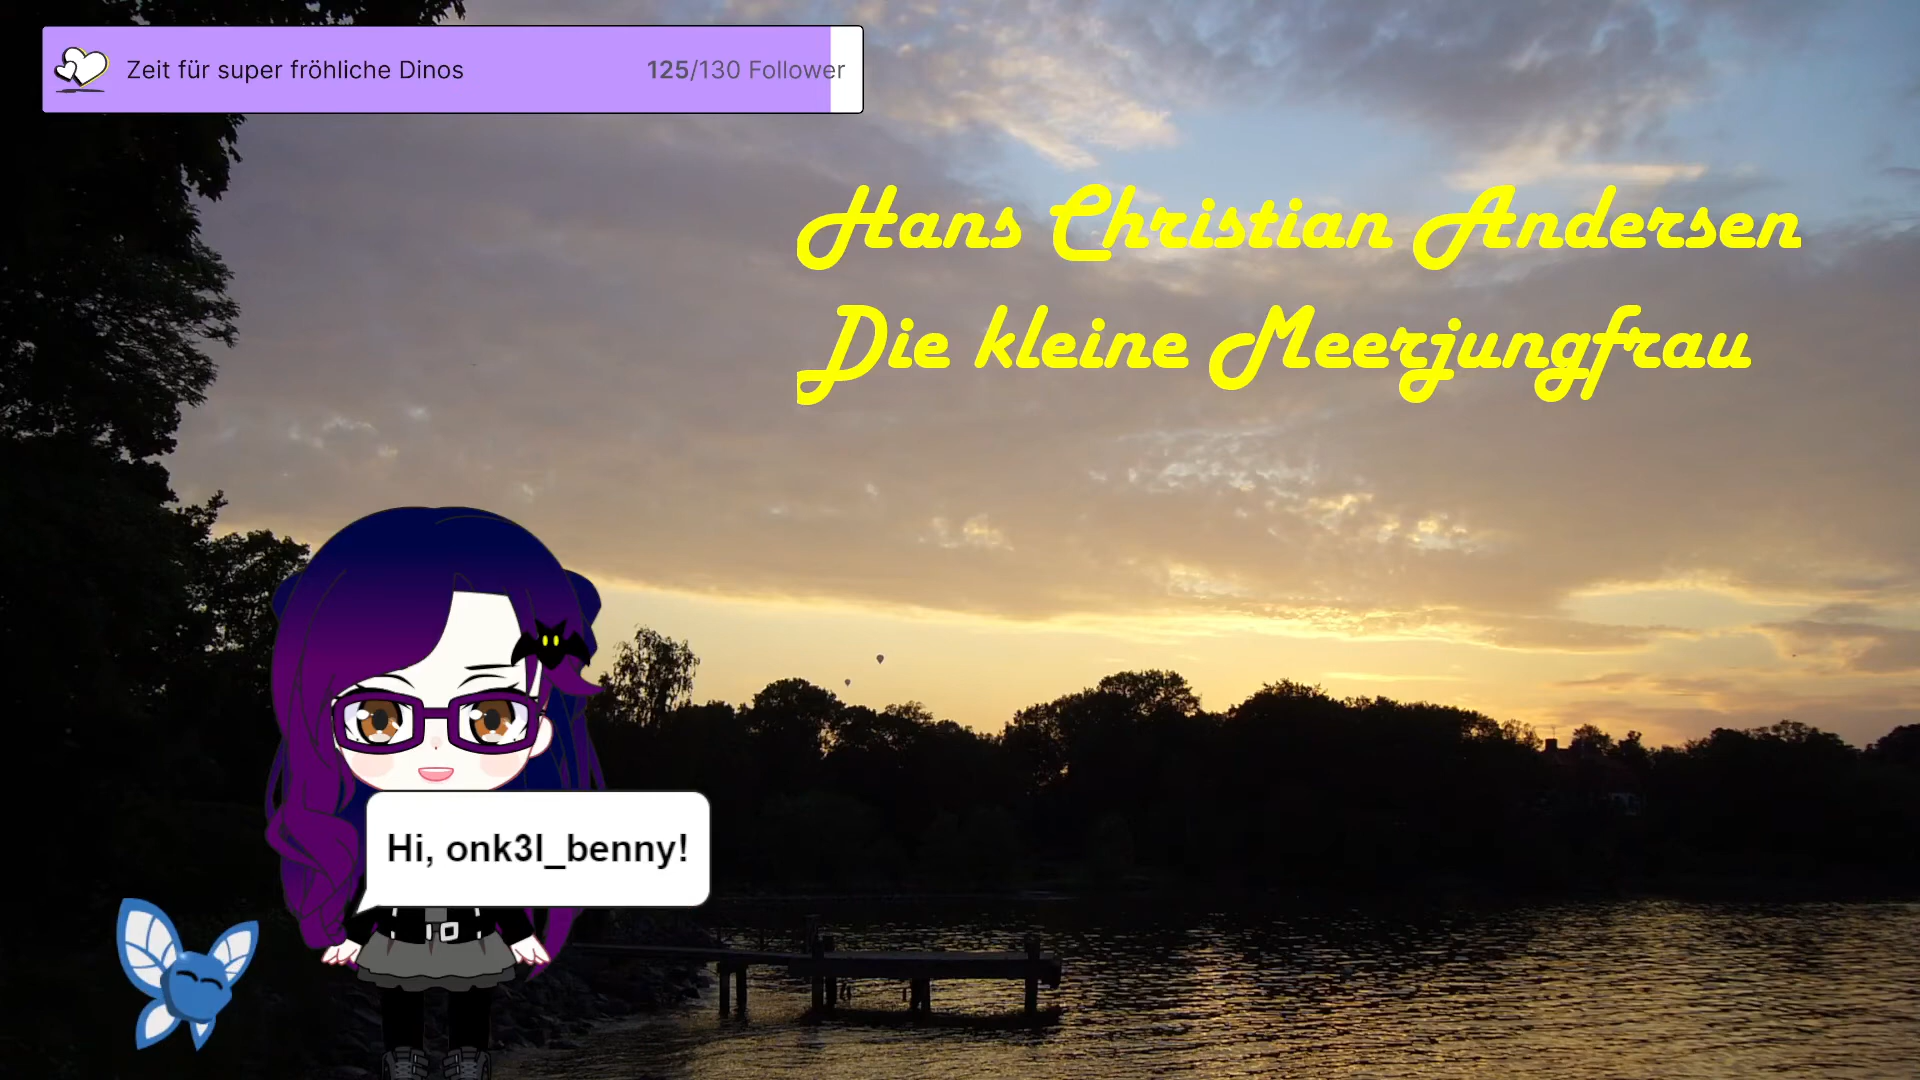 Zeit für super fröhliche Dinos 125/130 Follower
Hans Christian Andersen
Die kleine Meerjungfrau
Hi, onk3l_benny!